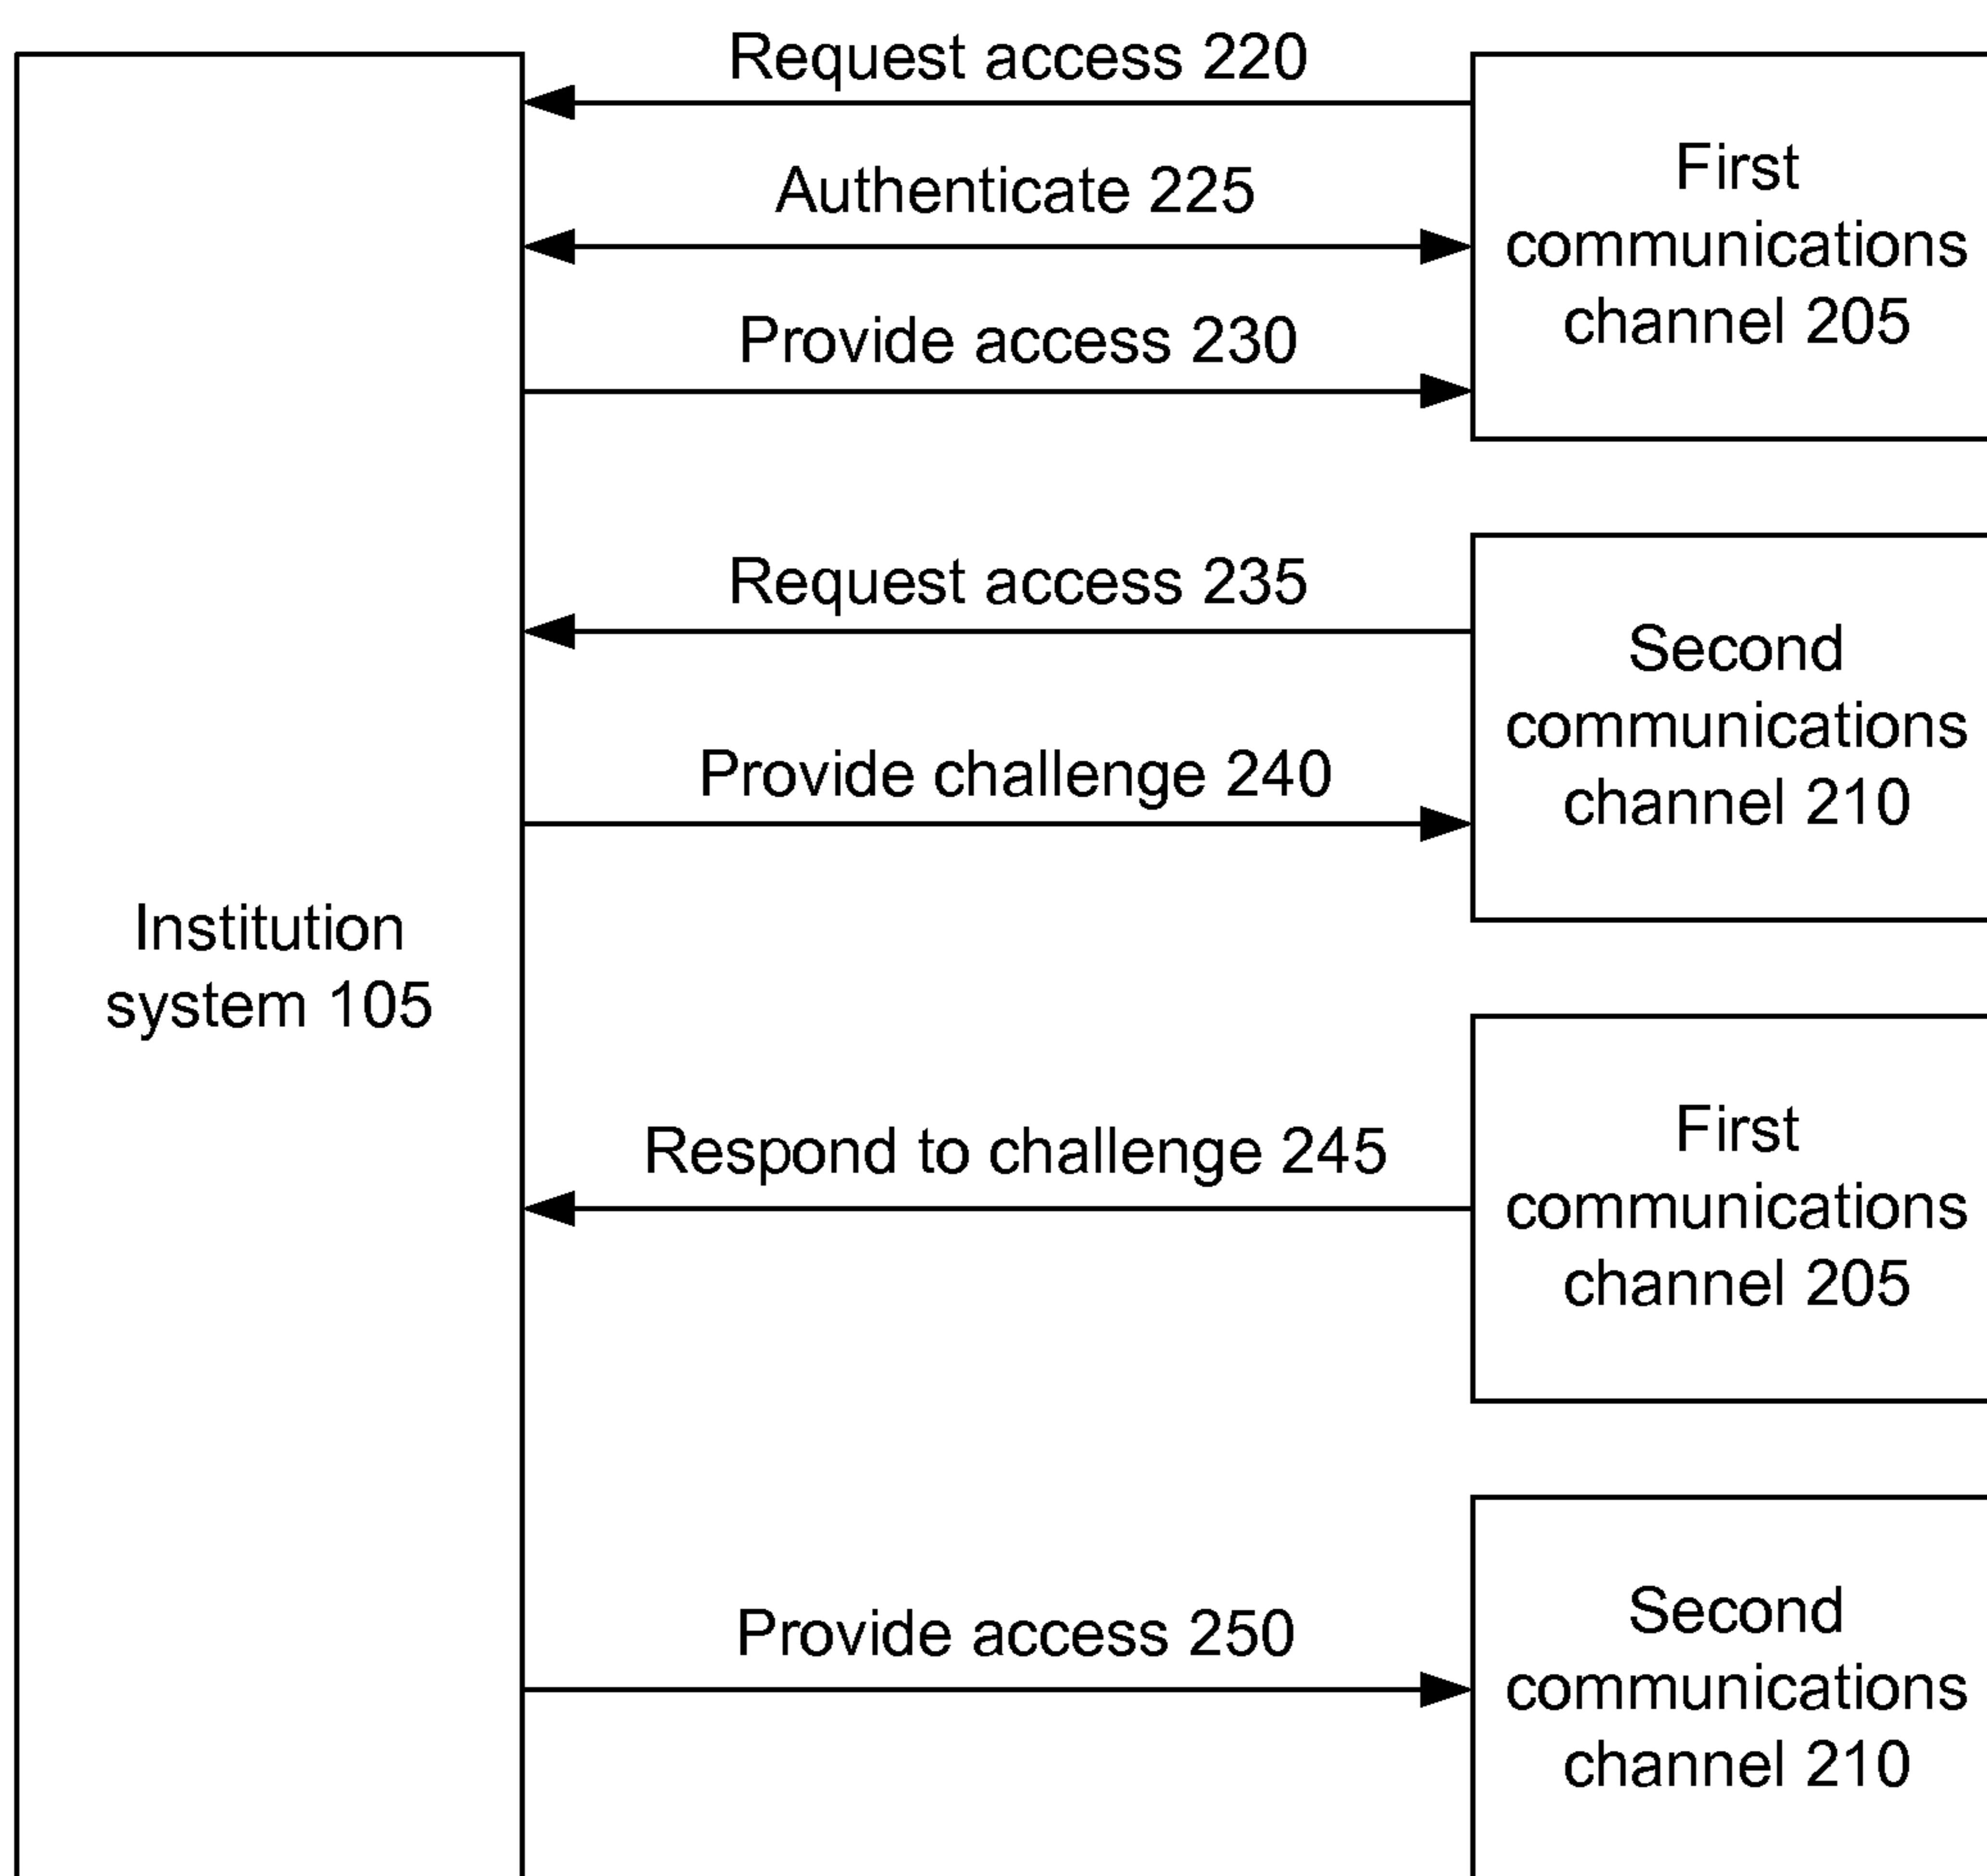 Request access 220
Authenticate 225
Provide access 230
First
communications
channel 205
Request access 235
Provide challenge 240
Second
communications
channel 210
Institution
system 105
Respond to challenge 245
First
communications
channel 205
Provide access 250
Second
communications
channel 210